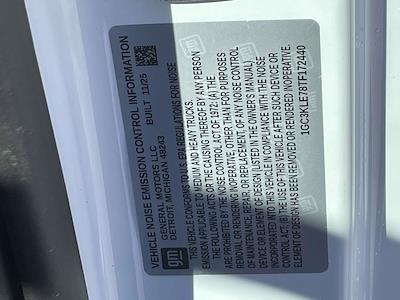 VEHICLE NOISE EMISSION CONTROL INFORMATION
GENERAL MOTORS LLC BUILT 11/25
DETROIT, MICHIGAN 48243
THIS VEHICLE CONFORMS TO U.S. EPA REGULATIONS FOR NOISE
EMISSION APPLICABLE TO MEDIUM AND HEAVY TRUCKS.
THE FOLLOWING ACTS OR THE CAUSING THEREOF BY ANY PERSON
ARE PROHIBITED BY THE NOISE CONTROL ACT OF 1972: (A) THE
REMOVAL OR RENDERING INOPERATIVE, OTHER THAN FOR PURPOSES
OF MAINTENANCE, REPAIR, OR REPLACEMENT, OF ANY NOISE CONTROL
DEVICE OR ELEMENT OF DESIGN (LISTED IN THE OWNER'S MANUAL)
INCORPORATED INTO THIS VEHICLE IN COMPLIANCE WITH THE NOISE
CONTROL ACT; (B) THE USE OF THIS VEHICLE AFTER SUCH DEVICE OR
ELEMENT OF DESIGN HAS BEEN REMOVED OR RENDERED
INOPERATIVE.
1GC3KLE78TF172440
gm